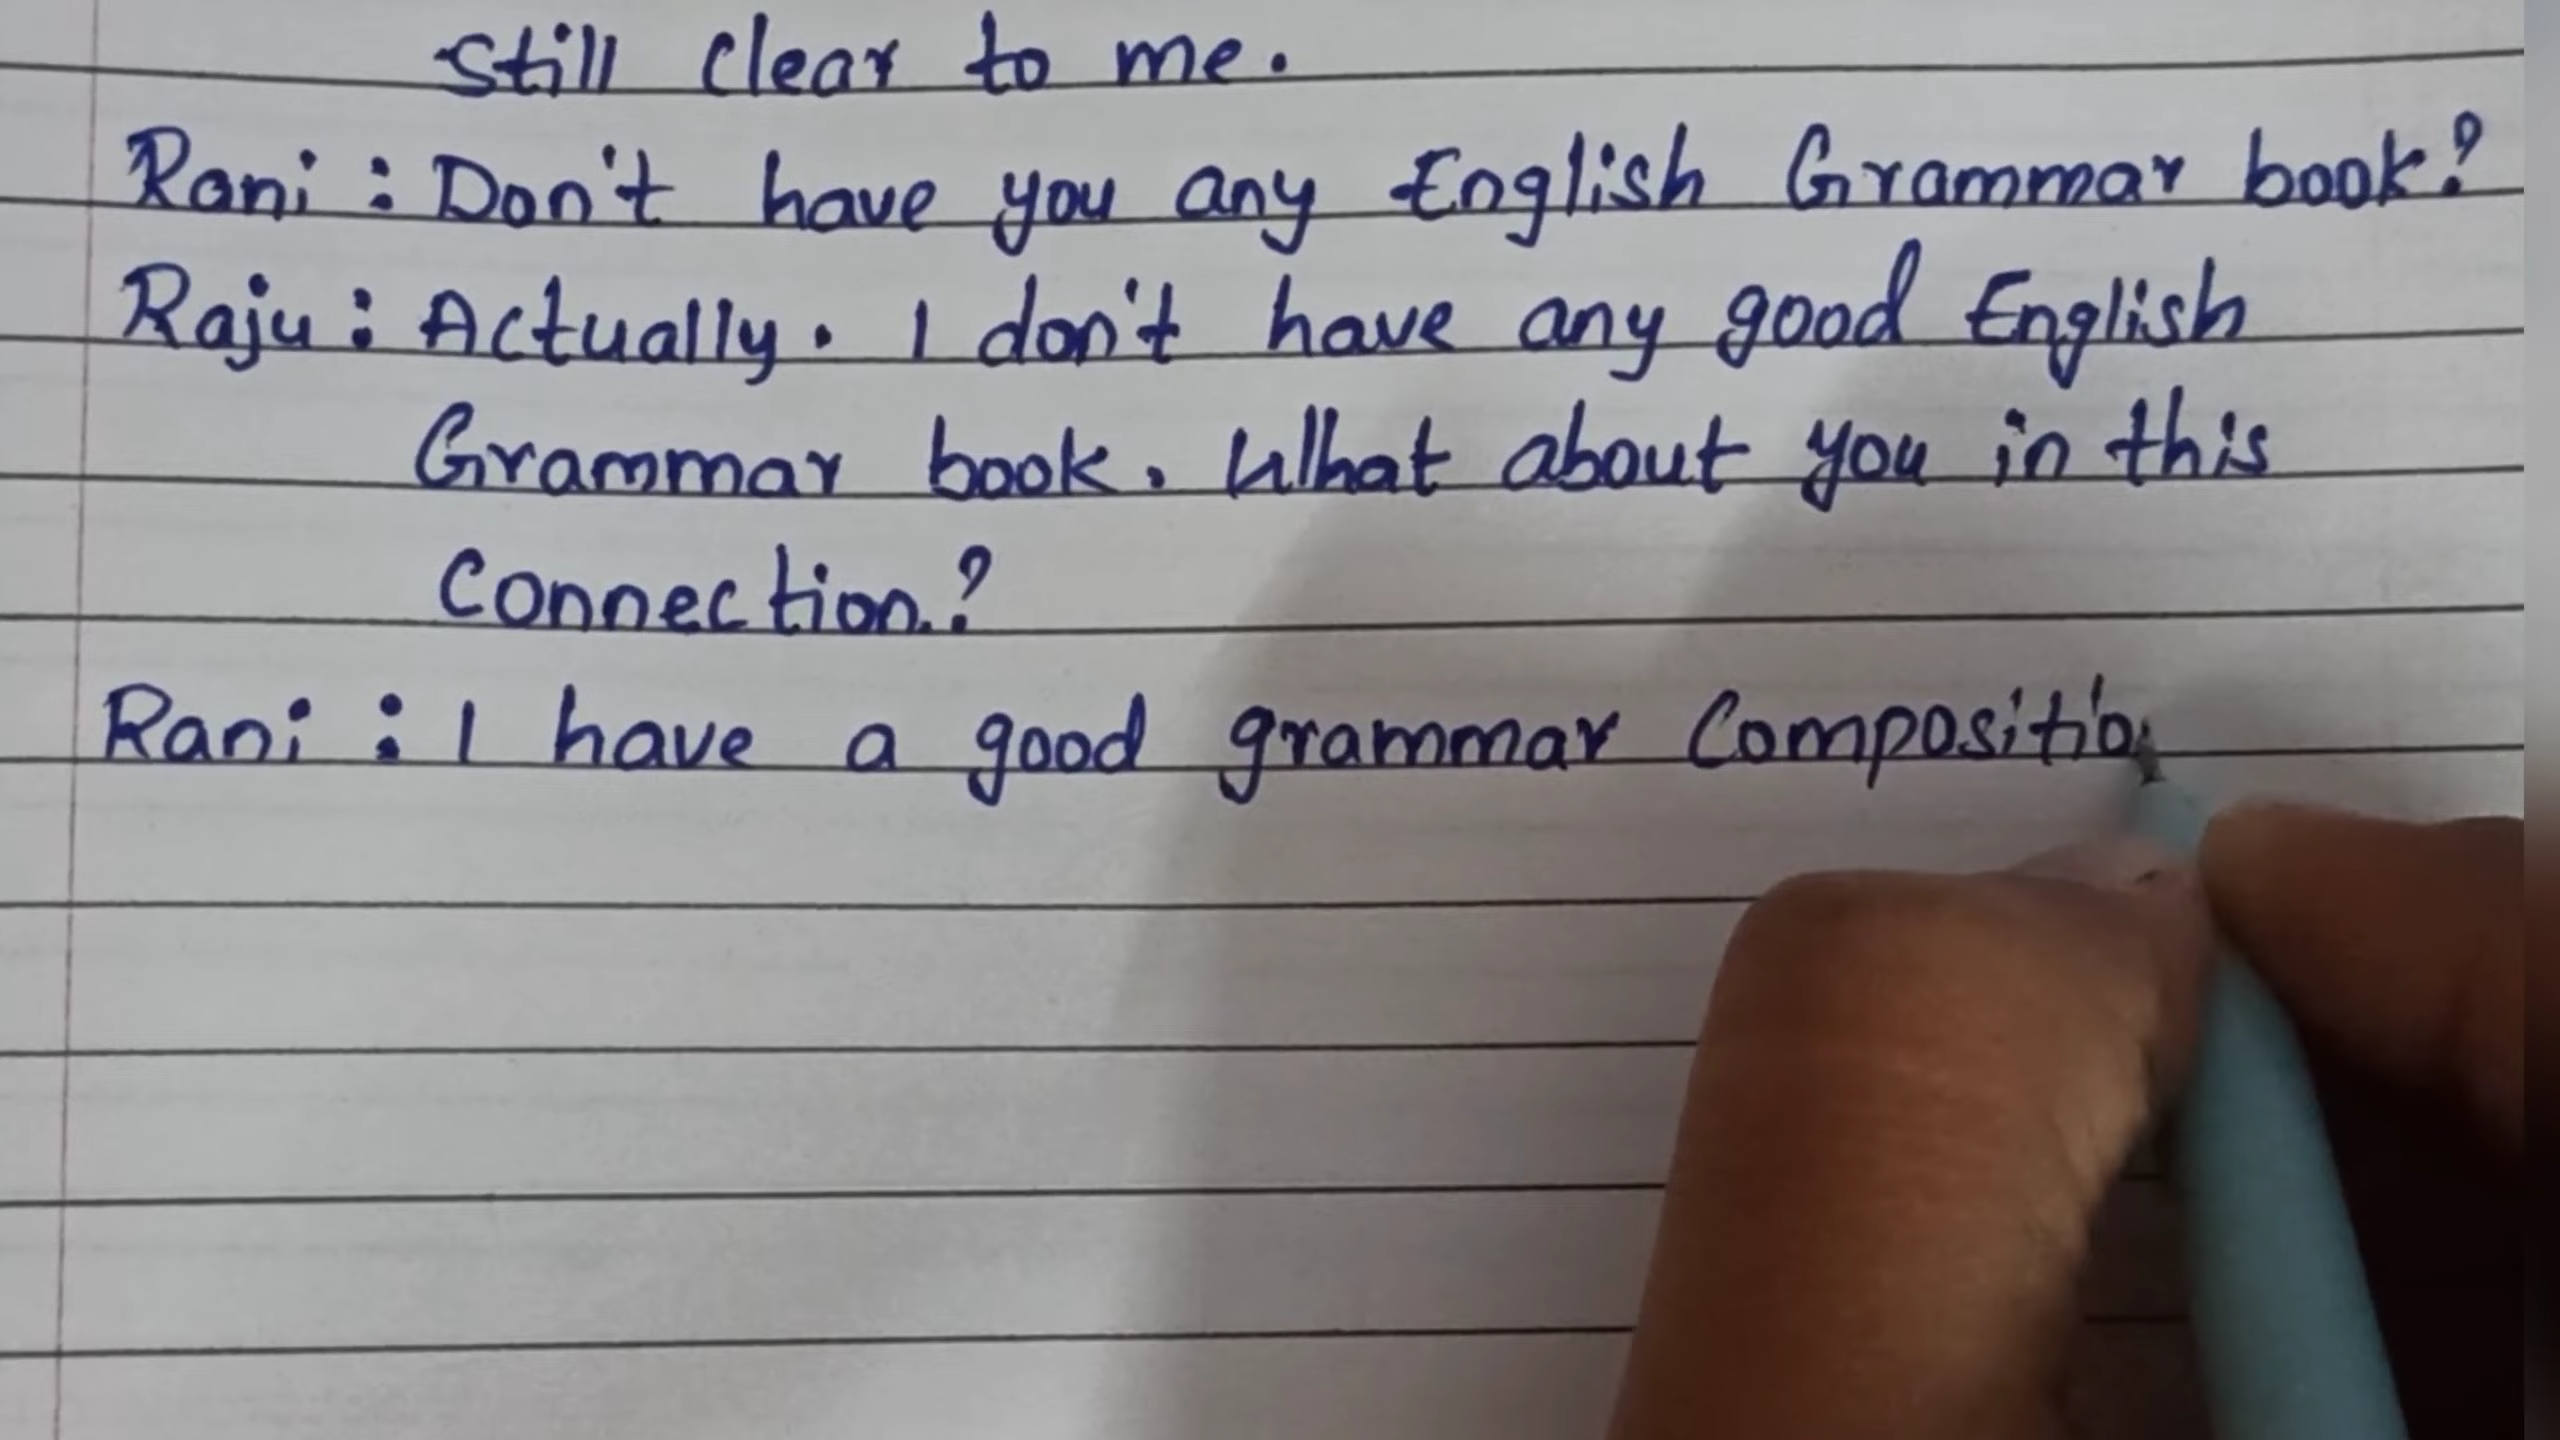 still clear to me.
Rani : Don't have you any English Grammar book?
Raju : Actually. I don't have any good English
Grammar book. What about you in this
Connection.?
Rani : I have a good grammar Compositio